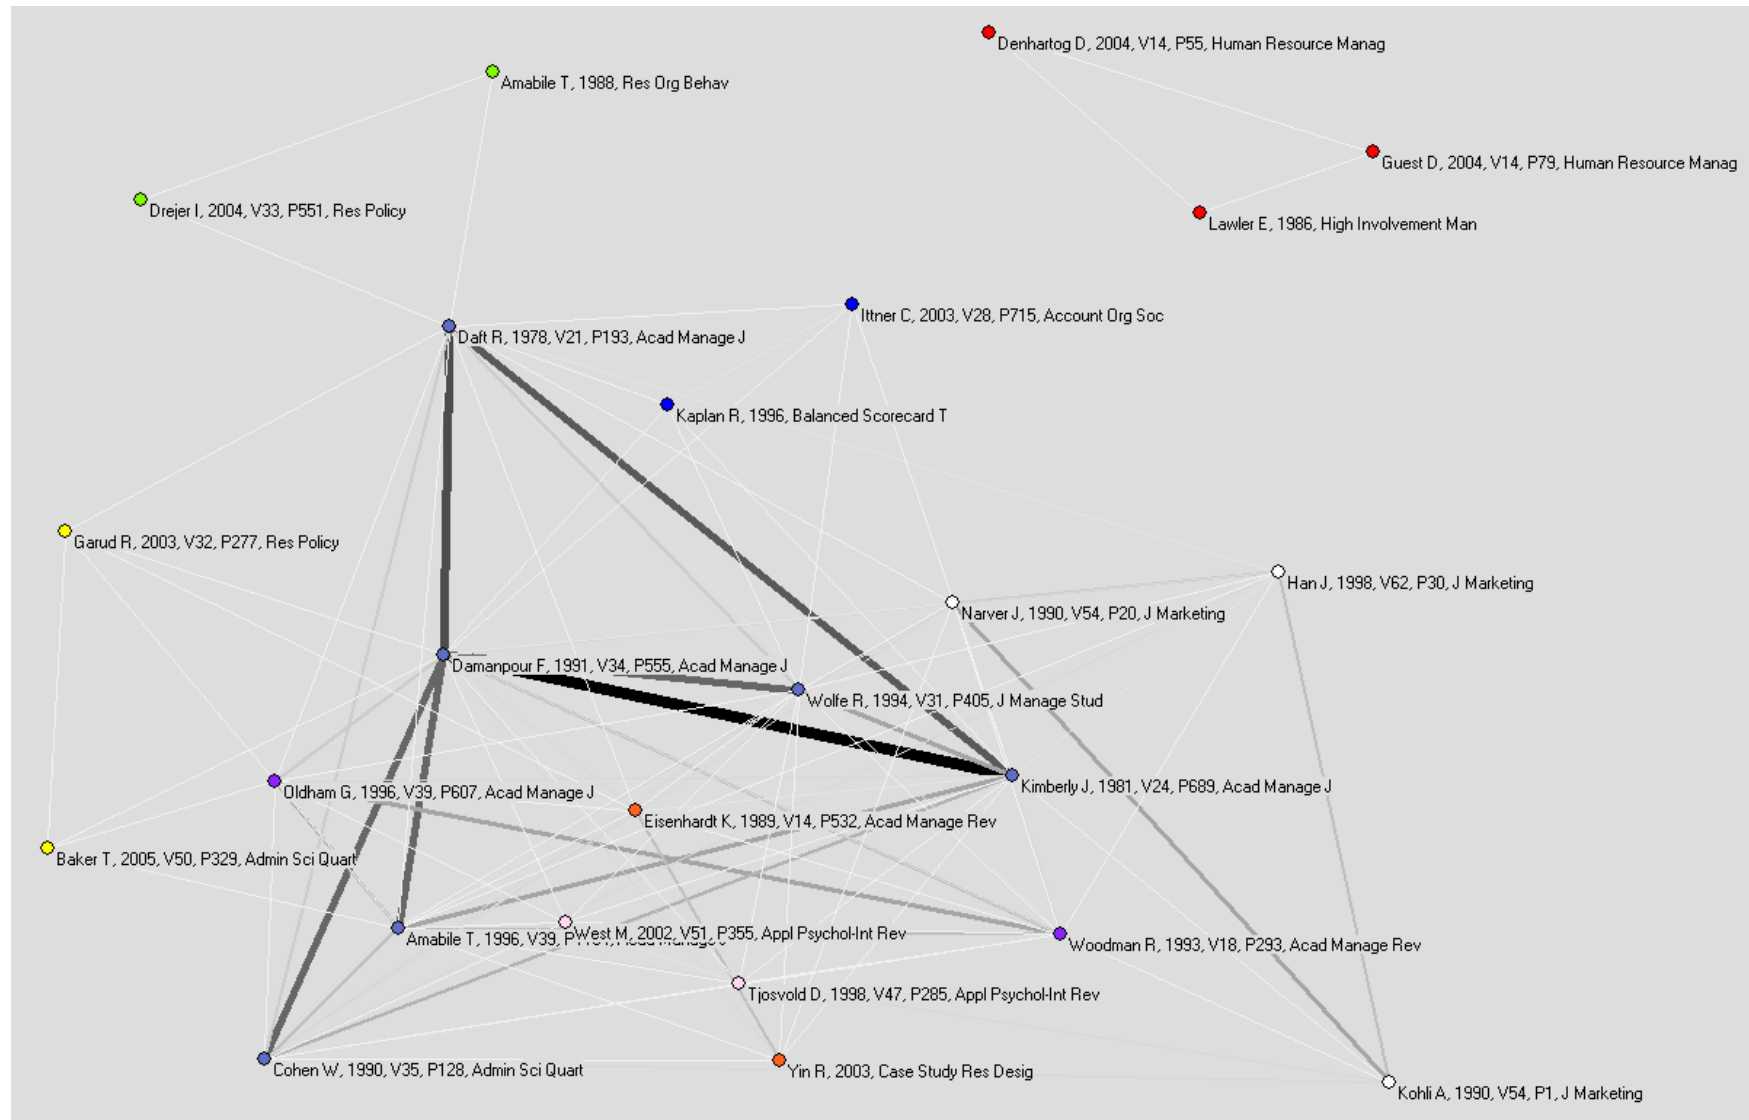 Denhartog D, 2004, V14, P55, Human Resource Manag
Amabile T, 1988, Res Org Behav
Guest D, 2004, V14, P79, Human Resource Manag
Drejer I, 2004, V33, P551, Res Policy
Lawler E, 1986, High Involvement Man
Ittner C, 2003, V28, P715, Account Org Soc
Daft R, 1978, V21, P193, Acad Manage J
Kaplan R, 1996, Balanced Scorecard T
Garud R, 2003, V32, P277, Res Policy
Han J, 1998, V62, P30, J Marketing
Narver J, 1990, V54, P20, J Marketing
Damanpour F, 1991, V34, P555, Acad Manage J
Wolfe R, 1994, V31, P405, J Manage Stud
Kimberly J, 1981, V24, P689, Acad Manage J
Oldham G, 1996, V39, P607, Acad Manage J
Eisenhardt K, 1989, V14, P532, Acad Manage Rev
Baker T, 2005, V50, P329, Admin Sci Quart
West M, 2002, V51, P355, Appl Psychol-Int Rev
Amabile T, 1996, V39,
Woodman R, 1993, V18, P293, Acad Manage Rev
Tjosvold D, 1998, V47, P285, Appl Psychol-Int Rev
Cohen W, 1990, V35, P128, Admin Sci Quart
Yin R, 2003, Case Study Res Desig
Kohli A, 1990, V54, P1, J Marketing